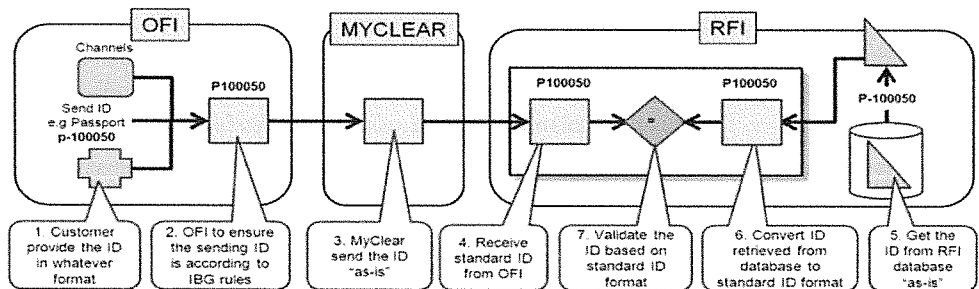 OFI
MYCLEAR
RFI
Channels
Send ID
e.g Passport
p-100050
P100050
P100050
P100050
P-100050
=
1. Customer
provide the ID
in whatever
format
2. OFI to ensure
the sending ID
is according to
IBG rules
3. MyClear
send the ID
"as-is"
4. Receive
standard ID
from OFI
7. Validate the
ID based on
standard ID
format
6. Convert ID
retrieved from
database to
standard ID format
5. Get the
ID from RFI
database
"as-is"